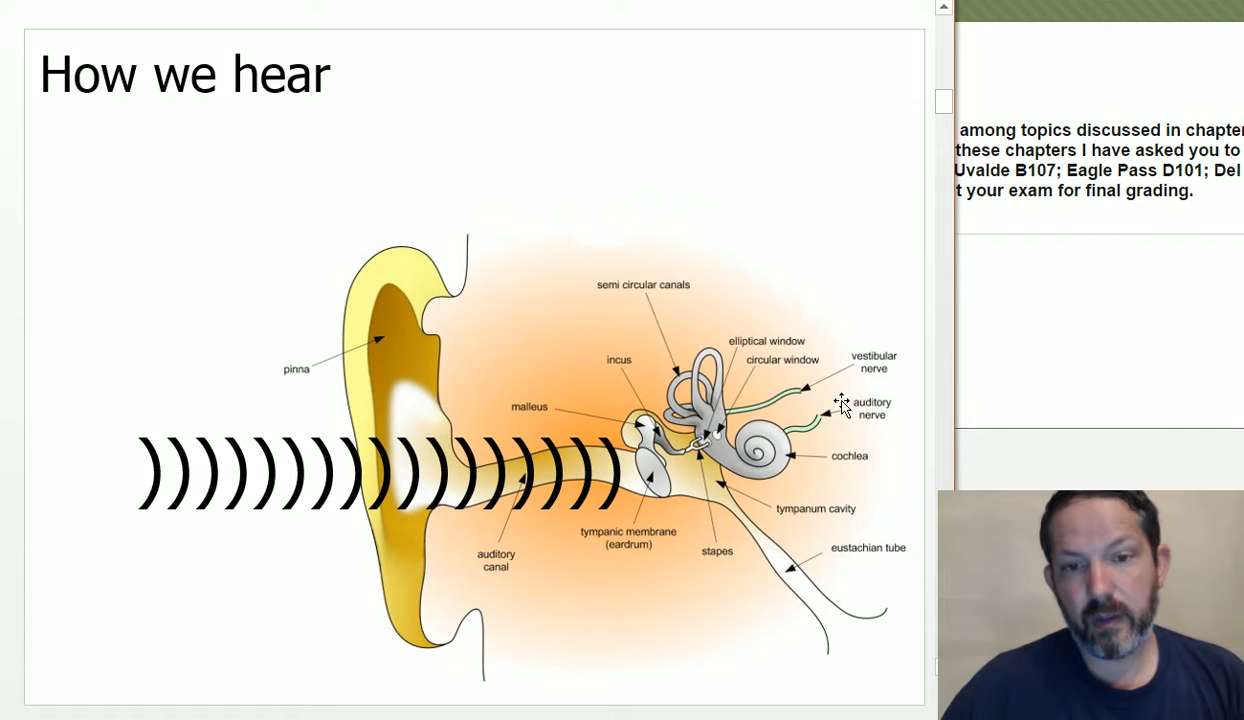 How we hear
among topics discussed in chapter
these chapters I have asked you to
Uvalde B107; Eagle Pass D101; Del
t your exam for final grading.
semi circular canals
elliptical window
circular window
incus
vestibular
nerve
pinna
malleus
auditory
nerve
cochlea
tympanum cavity
tympanic membrane
(eardrum)
stapes
eustachian tube
auditory
canal
))))))))))))))))))